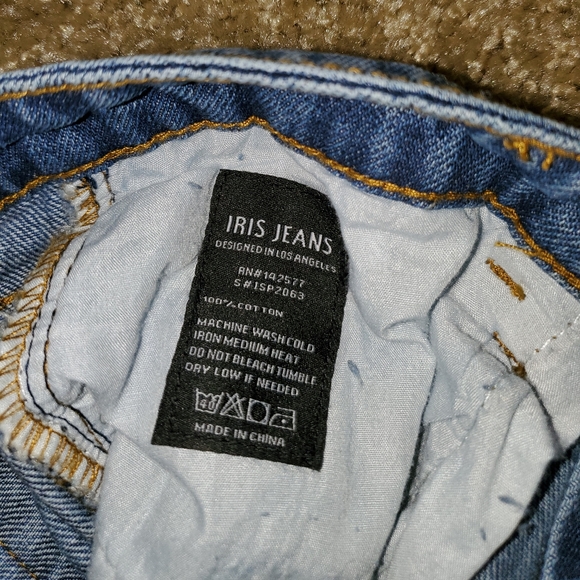 IRIS JEANS
DESIGNED IN LOS ANGELES
RN#142577
S#ISP2063
100% COTTON
MACHINE WASH COLD
IRON MEDIUM HEAT
DO NOT BLEACH TUMBLE
DRY LOW IF NEEDED
40
MADE IN CHINA